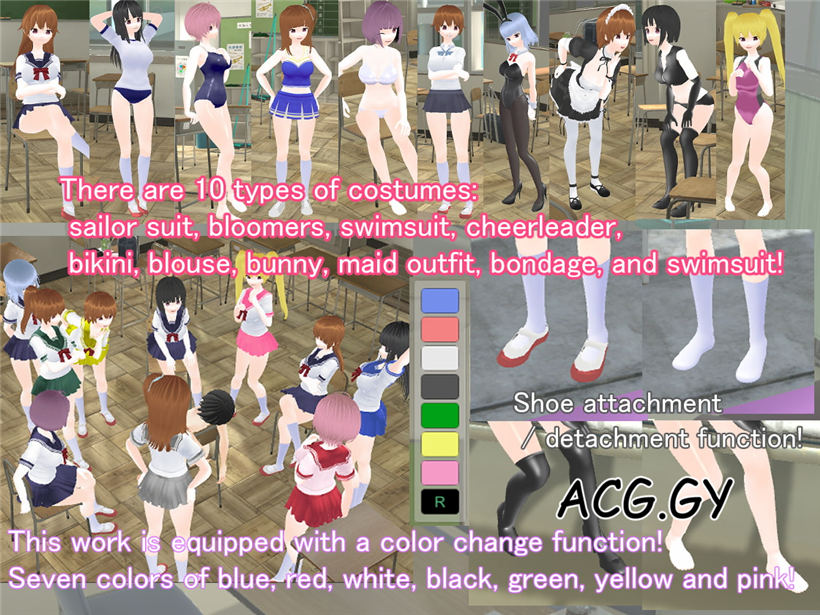 There are 10 types of costumes:
sailor suit, bloomers, swimsuit, cheerleader,
bikini, blouse, bunny, maid outfit, bondage, and swimsuit!
R
Shoe attachment
/ detachment function!
ACG.GY
This work is equipped with a color change function!
Seven colors of blue, red, white, black, green, yellow and pink!